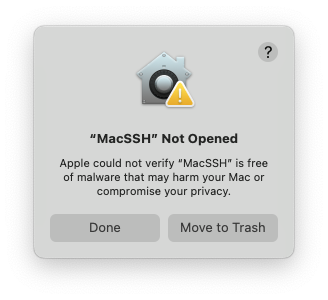 ?
“MacSSH” Not Opened
Apple could not verify “MacSSH” is free
of malware that may harm your Mac or
compromise your privacy.
Done
Move to Trash